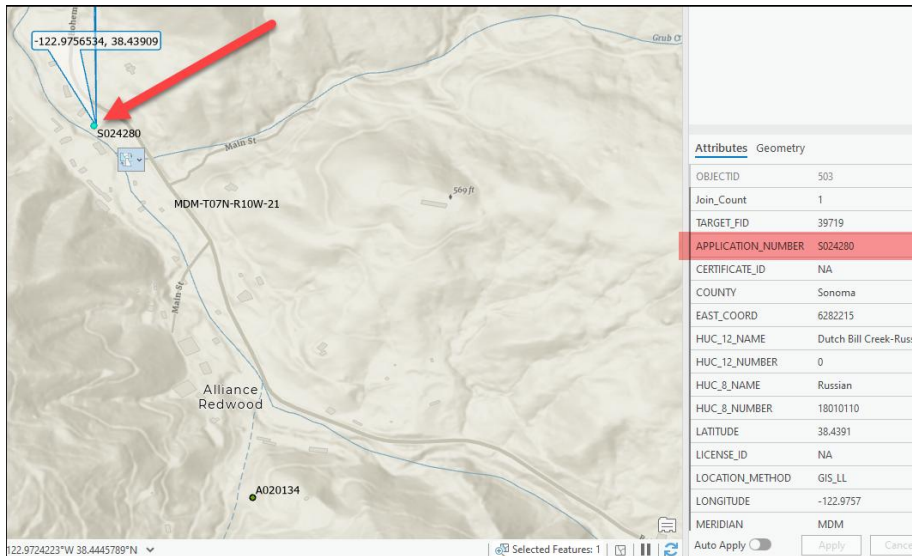 -122.9756534, 38.43909
Grub Cr
S024280
Main St
MDM-T07N-R10W-21
569 ft
Main St
Alliance
Redwood
A020134
122.9724223°W 38.4445789°N
Selected Features: 1
Attributes Geometry
OBJECTID 503
Join_Count 1
TARGET_FID 39719
APPLICATION_NUMBER S024280
CERTIFICATE_ID NA
COUNTY Sonoma
EAST_COORD 6282215
HUC_12_NAME Dutch Bill Creek-Russ
HUC_12_NUMBER 0
HUC_8_NAME Russian
HUC_8_NUMBER 18010110
LATITUDE 38.4391
LICENSE_ID NA
LOCATION_METHOD GIS_LL
LONGITUDE -122.9757
MERIDIAN MDM
Auto Apply Apply Cance